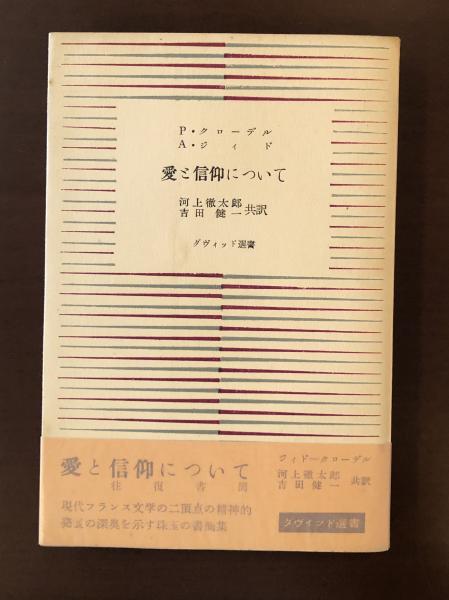 P・クローデル
A・ジィド
愛と信仰について
河上徹太郎
吉田健一 共訳
ダヴィッド選書
愛と信仰について
往復書簡
現代フランス文学の二頂点の精神的
発展の深奥を示す珠玉の書簡集
ジィドークローデル
河上徹太郎
吉田健一 共訳
ダヴィッド選書